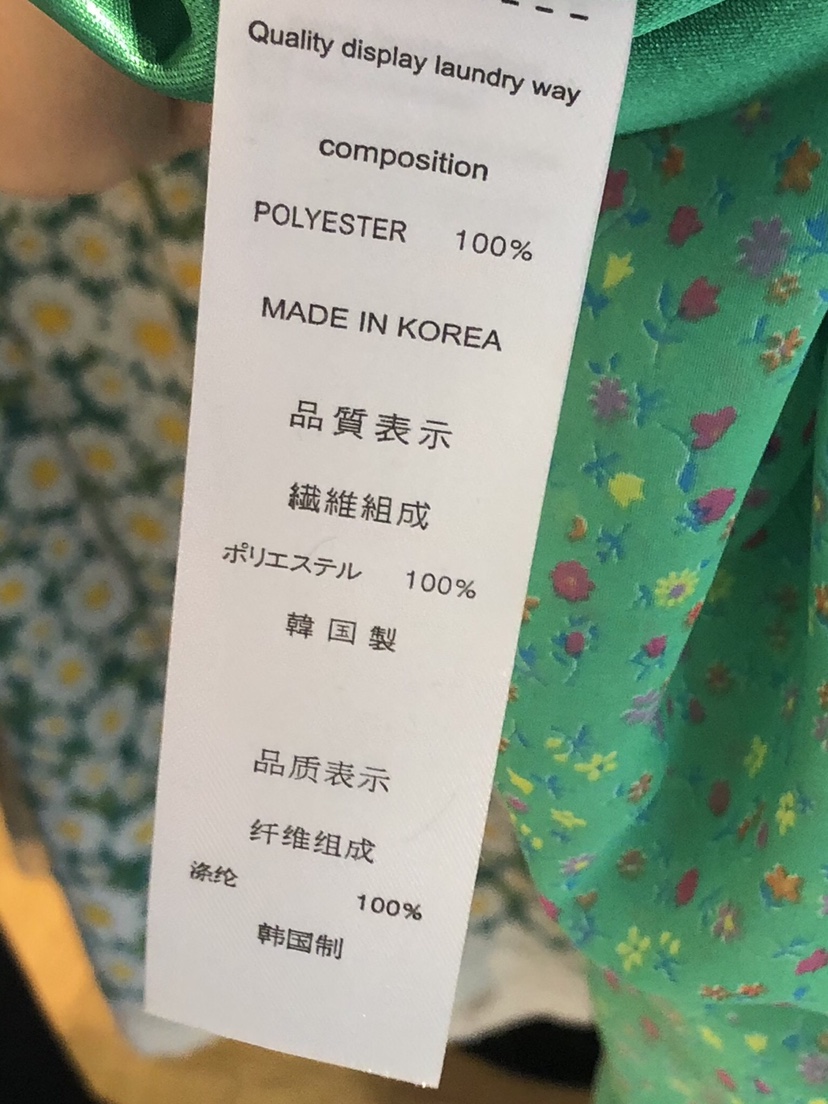 Quality display laundry way
composition
POLYESTER 100%
MADE IN KOREA
品質表示
繊維組成
ポリエステル 100%
韓国製
品质表示
纤维组成
涤纶
100%
韩国制